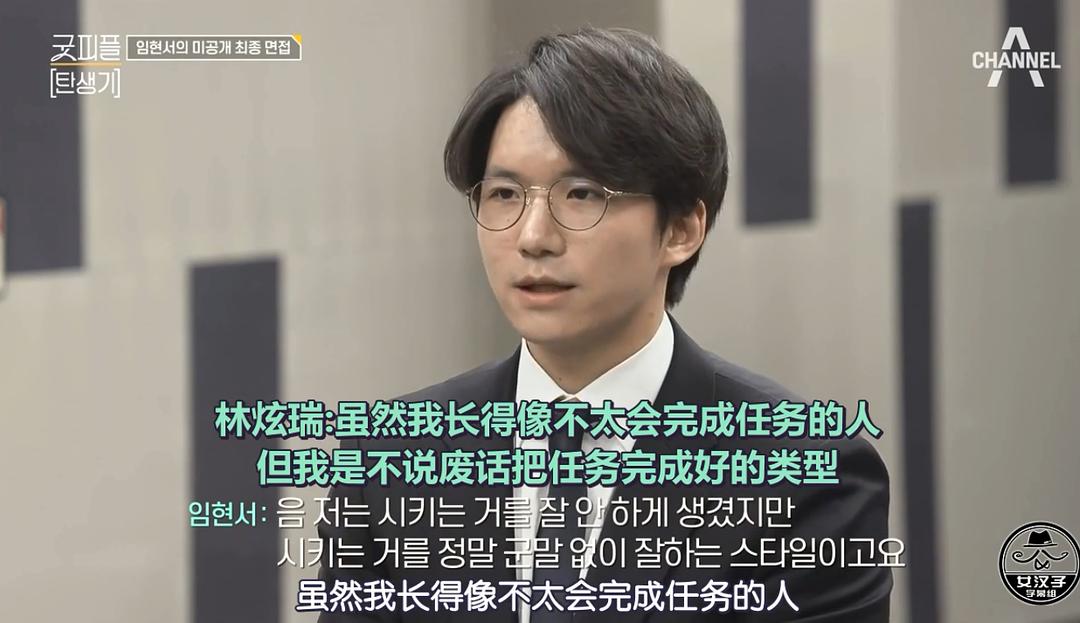 굿피플
임현서의 미공개 최종 면접
[탄생기]
CHANNEL A
林炫瑞:虽然我长得像不太会完成任务的人
但我是不说废话把任务完成好的类型
임현서: 음 저는 시키는 거를 잘 안 하게 생겼지만
시키는 거를 정말 군말 없이 잘하는 스타일이고요
虽然我长得像不太会完成任务的人
女汉子
字幕组